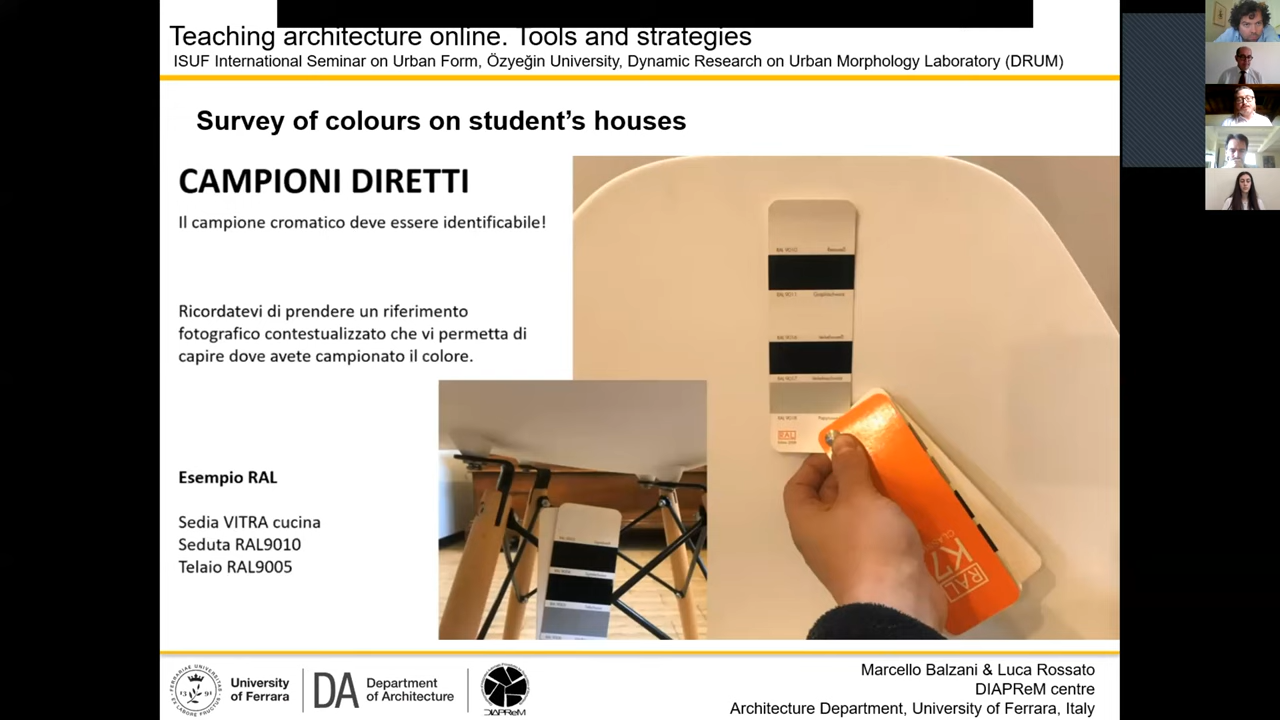 Teaching architecture online. Tools and strategies
ISUF International Seminar on Urban Form, Özyeğin University, Dynamic Research on Urban Morphology Laboratory (DRUM)
Survey of colours on student's houses
CAMPIONI DIRETTI
Il campione cromatico deve essere identificabile!
Ricordatevi di prendere un riferimento
fotografico contestualizzato che vi permetta di
capire dove avete campionato il colore.
Esempio RAL
Sedia VITRA cucina
Seduta RAL9010
Telaio RAL9005
RAL
RAL
K7
CLASSIC
University
of Ferrara
DA
Department
of Architecture
DIAPReM
Marcello Balzani & Luca Rossato
DIAPReM centre
Architecture Department, University of Ferrara, Italy